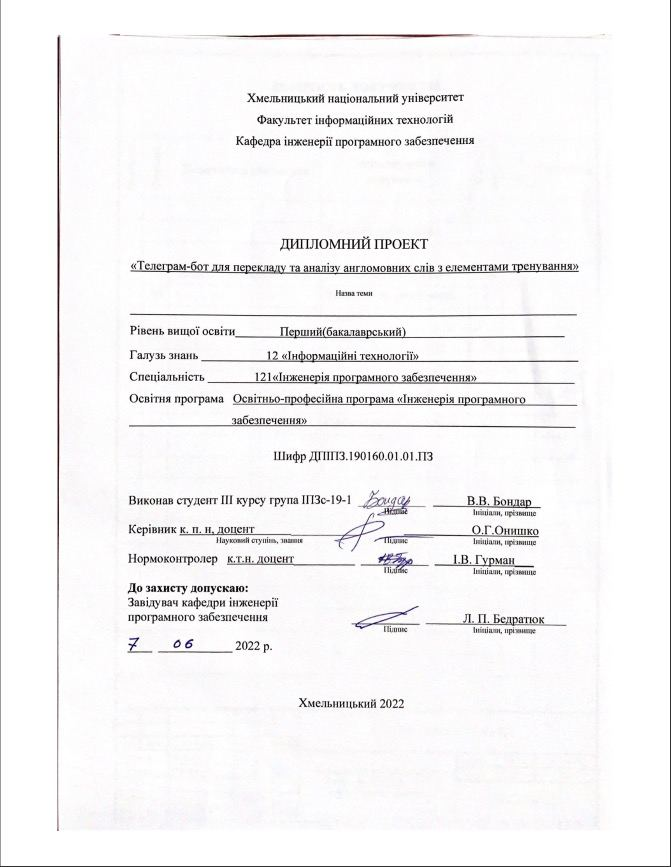 Хмельницький національний університет
Факультет інформаційних технологій
Кафедра інженерії програмного забезпечення
ДИПЛОМНИЙ ПРОЕКТ
«Телеграм-бот для перекладу та аналізу англомовних слів з елементами тренування»
Назва теми
Рівень вищої освіти Перший(бакалаврський)
Галузь знань 12 «Інформаційні технології»
Спеціальність 121«Інженерія програмного забезпечення»
Освітня програма Освітньо-професійна програма «Інженерія програмного
забезпечення»
Шифр ДПІПЗ.190160.01.01.ПЗ
Виконав студент ІІІ курсу група ІПЗс-19-1 Бондар В.В. Бондар
Підпис Ініціали, прізвище
Керівник к. п. н, доцент О.Г.Онишко
Науковий ступінь, звання Підпис Ініціали, прізвище
Нормоконтролер к.т.н. доцент І.В. Гурман
Підпис Ініціали, прізвище
До захисту допускаю:
Завідувач кафедри інженерії
програмного забезпечення Л. П. Бедратюк
Підпис Ініціали, прізвище
7 06 2022 р.
Хмельницький 2022